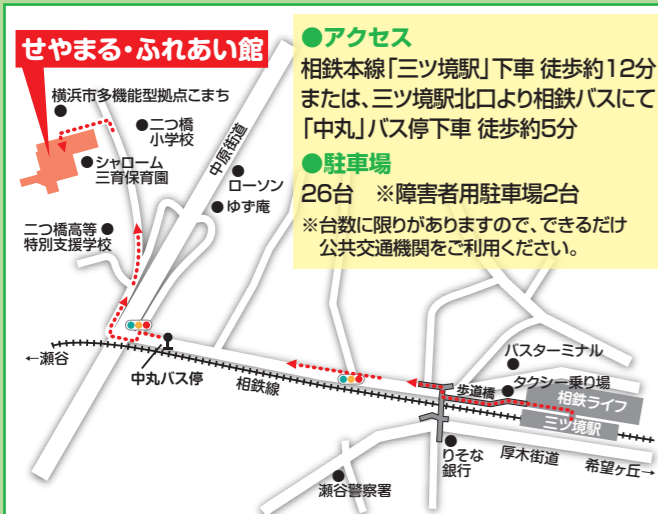 せやまる・ふれあい館
●アクセス
相鉄本線「三ツ境駅」下車 徒歩約12分
または、三ツ境駅北口より相鉄バスにて
「中丸」バス停下車 徒歩約5分
●駐車場
26台　※障害者用駐車場2台
※台数に限りがありますので、できるだけ
公共交通機関をご利用ください。
横浜市多機能型拠点こまち
二つ橋
小学校
シャローム
三育保育園
中原街道
ローソン
ゆず庵
二つ橋高等
特別支援学校
←瀬谷
中丸バス停
相鉄線
バスターミナル
歩道橋
タクシー乗り場
相鉄ライフ
三ツ境駅
りそな
銀行
厚木街道
希望ヶ丘→
瀬谷警察署